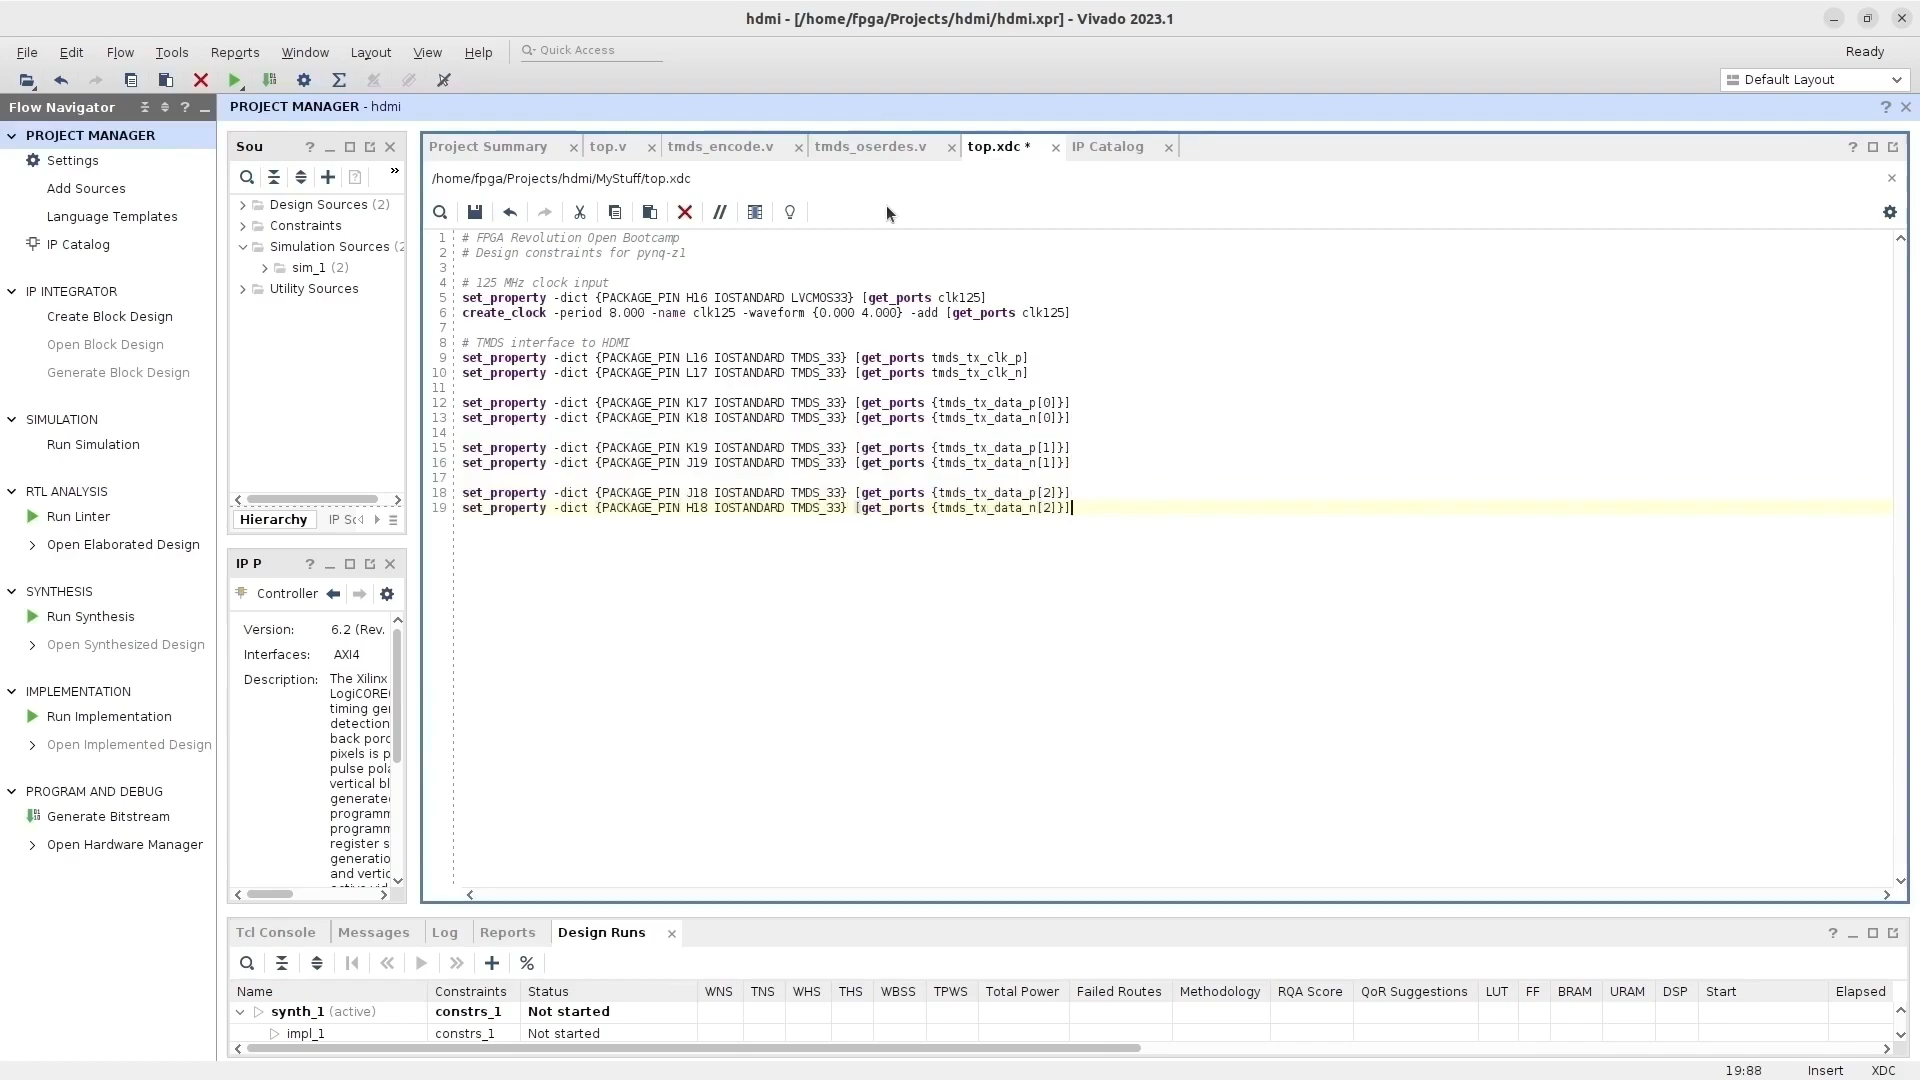 hdmi - [/home/fpga/Projects/hdmi/hdmi.xpr] - Vivado 2023.1
File Edit Flow Tools Reports Window Layout View Help Quick Access Ready
Default Layout
Flow Navigator
PROJECT MANAGER
Settings
Add Sources
Language Templates
IP Catalog
IP INTEGRATOR
Create Block Design
Open Block Design
Generate Block Design
SIMULATION
Run Simulation
RTL ANALYSIS
Run Linter
Open Elaborated Design
SYNTHESIS
Run Synthesis
Open Synthesized Design
IMPLEMENTATION
Run Implementation
Open Implemented Design
PROGRAM AND DEBUG
Generate Bitstream
Open Hardware Manager
PROJECT MANAGER - hdmi
Sou
Design Sources (2)
Constraints
Simulation Sources (2
sim_1 (2)
Utility Sources
Hierarchy IP Sc
IP P
Controller
Version: 6.2 (Rev.
Interfaces: AXI4
Description: The Xilinx
LogiCORE
timing ge
detection
back porc
pixels is p
pulse pola
vertical bl
generate
programm
programm
register s
generatio
and vertic
Project Summary top.v tmds_encode.v tmds_oserdes.v top.xdc * IP Catalog
/home/fpga/Projects/hdmi/MyStuff/top.xdc
1 # FPGA Revolution Open Bootcamp
2 # Design constraints for pynq-z1
3
4 # 125 MHz clock input
5 set_property -dict {PACKAGE_PIN H16 IOSTANDARD LVCMOS33} [get_ports clk125]
6 create_clock -period 8.000 -name clk125 -waveform {0.000 4.000} -add [get_ports clk125]
7
8 # TMDS interface to HDMI
9 set_property -dict {PACKAGE_PIN L16 IOSTANDARD TMDS_33} [get_ports tmds_tx_clk_p]
10 set_property -dict {PACKAGE_PIN L17 IOSTANDARD TMDS_33} [get_ports tmds_tx_clk_n]
11
12 set_property -dict {PACKAGE_PIN K17 IOSTANDARD TMDS_33} [get_ports {tmds_tx_data_p[0]}]
13 set_property -dict {PACKAGE_PIN K18 IOSTANDARD TMDS_33} [get_ports {tmds_tx_data_n[0]}]
14
15 set_property -dict {PACKAGE_PIN K19 IOSTANDARD TMDS_33} [get_ports {tmds_tx_data_p[1]}]
16 set_property -dict {PACKAGE_PIN J19 IOSTANDARD TMDS_33} [get_ports {tmds_tx_data_n[1]}]
17
18 set_property -dict {PACKAGE_PIN J18 IOSTANDARD TMDS_33} [get_ports {tmds_tx_data_p[2]}]
19 set_property -dict {PACKAGE_PIN H18 IOSTANDARD TMDS_33} [get_ports {tmds_tx_data_n[2]}]
Tcl Console Messages Log Reports Design Runs
Name Constraints Status WNS TNS WHS THS WBSS TPWS Total Power Failed Routes Methodology RQA Score QoR Suggestions LUT FF BRAM URAM DSP Start Elapsed
synth_1 (active) constrs_1 Not started
impl_1 constrs_1 Not started
19:88 Insert XDC